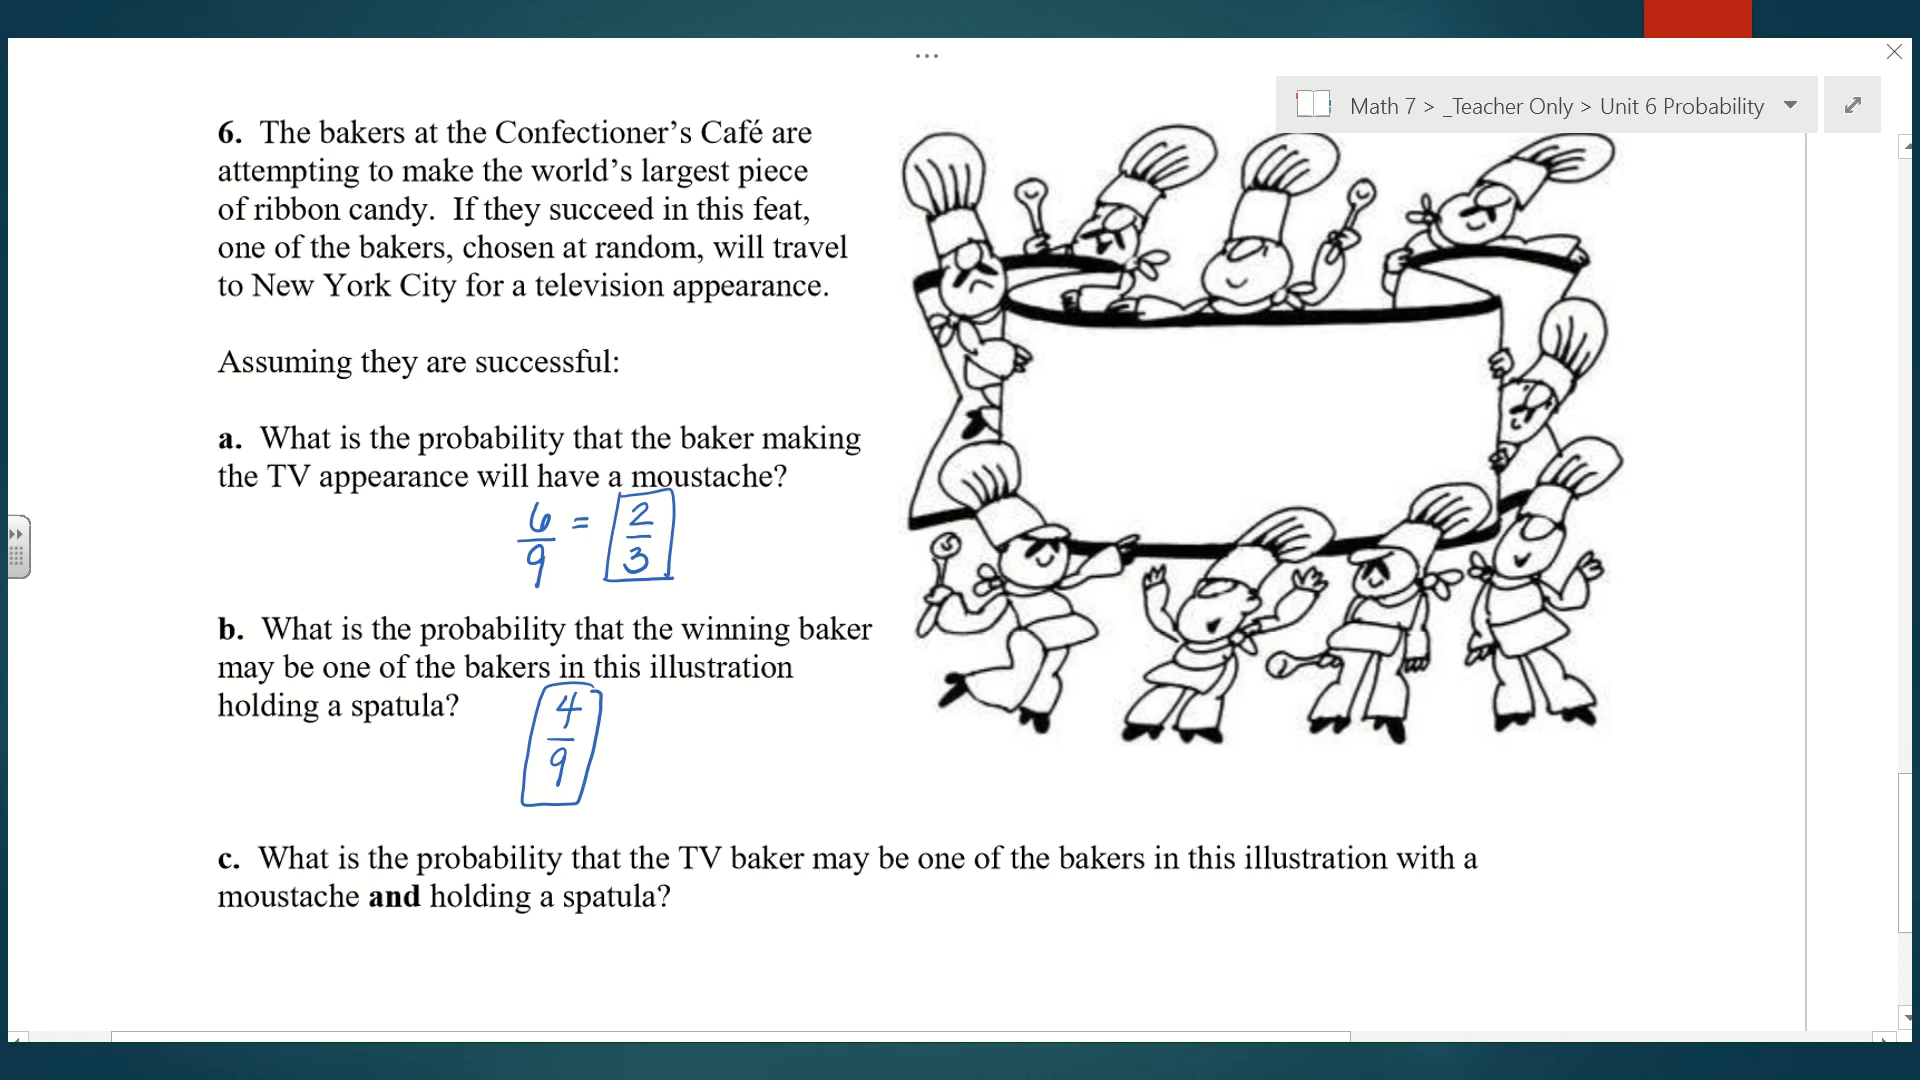 Math 7 > _Teacher Only > Unit 6 Probability
6. The bakers at the Confectioner’s Café are
attempting to make the world’s largest piece
of ribbon candy. If they succeed in this feat,
one of the bakers, chosen at random, will travel
to New York City for a television appearance.
Assuming they are successful:
a. What is the probability that the baker making
the TV appearance will have a moustache?
6/9 = 2/3
b. What is the probability that the winning baker
may be one of the bakers in this illustration
holding a spatula?
4/9
c. What is the probability that the TV baker may be one of the bakers in this illustration with a
moustache and holding a spatula?